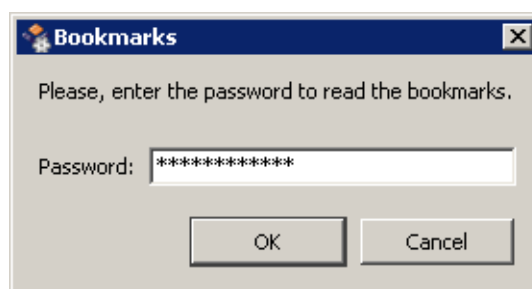 Bookmarks
Please, enter the password to read the bookmarks.
Password: ************
OK Cancel